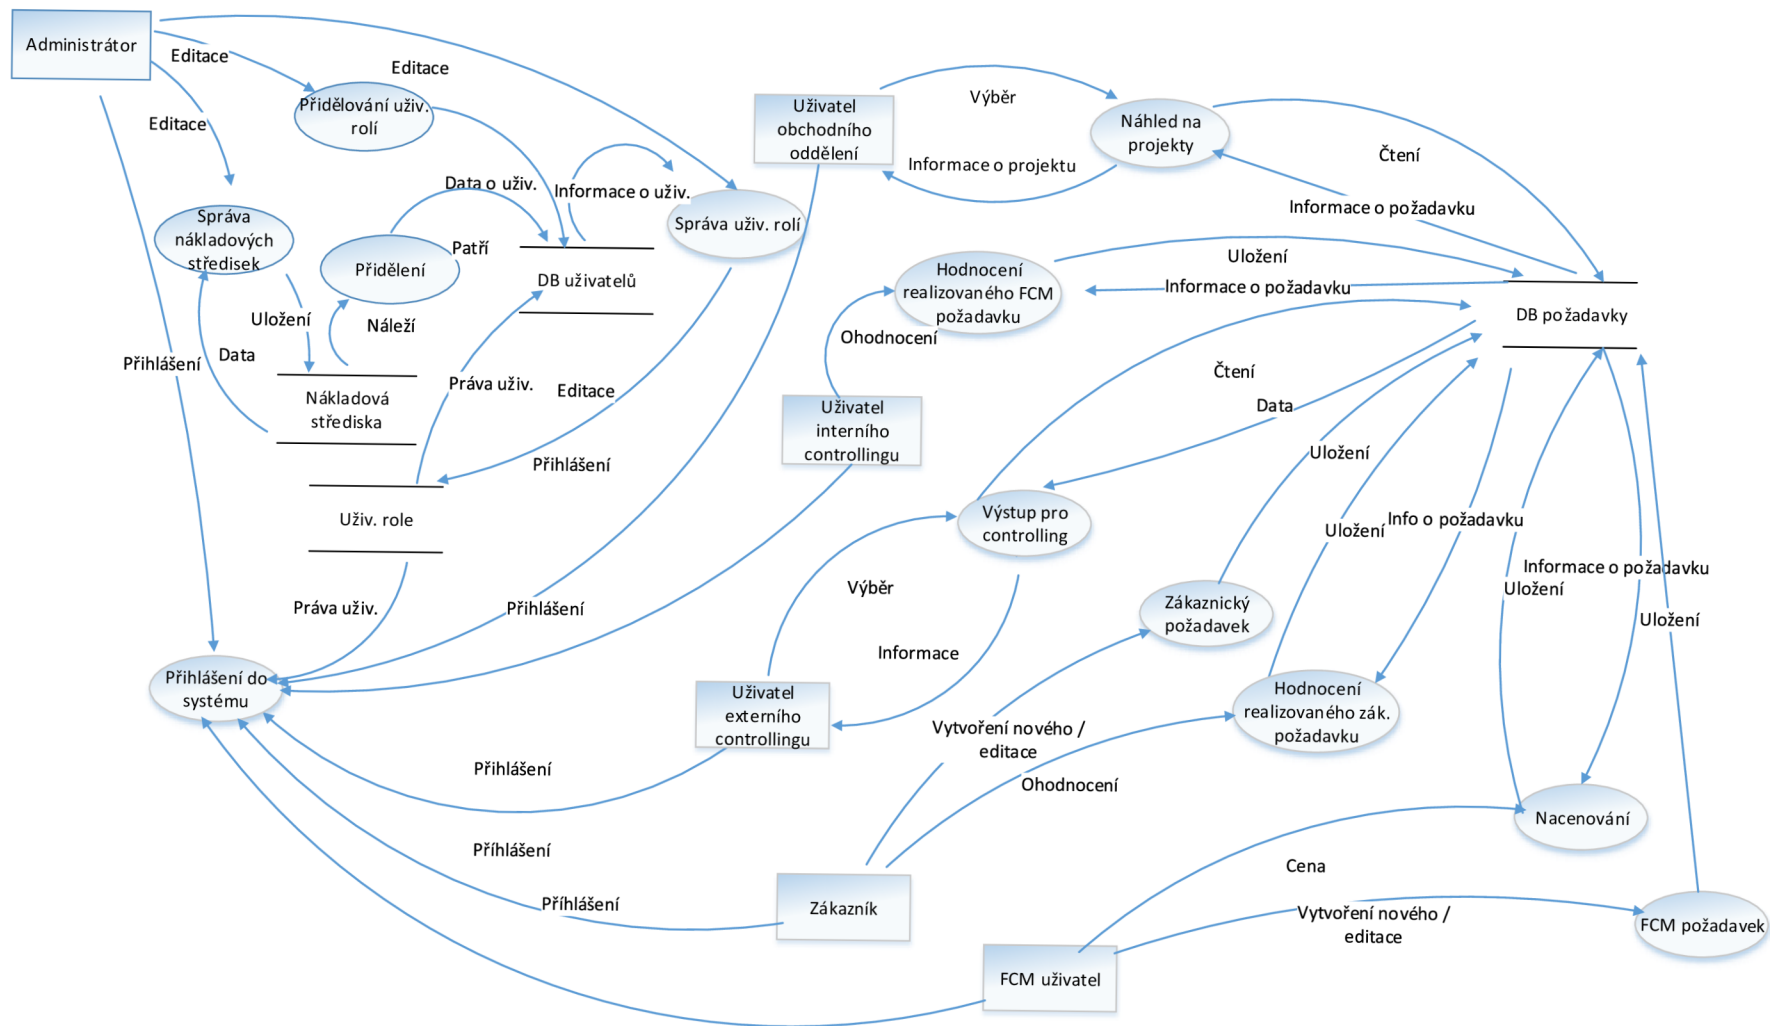 Administrátor
Editace
Editace
Editace
Přidělování uživ.
rolí
Uživatel
obchodního
oddělení
Výběr
Náhled na
projekty
Čtení
Informace o projektu
Data o uživ.
Informace o uživ.
Informace o požadavku
Správa
nákladových
středisek
Přidělení
Patří
Správa uživ. rolí
DB uživatelů
Uložení
Hodnocení
realizovaného FCM
požadavku
Informace o požadavku
DB požadavky
Uložení
Náleží
Ohodnocení
Data
Přihlášení
Práva uživ.
Editace
Čtení
Nákladová
střediska
Uživatel
interního
controllingu
Data
Uložení
Přihlášení
Uživ. role
Výstup pro
controlling
Uložení
Info o požadavku
Informace o požadavku
Uložení
Výběr
Práva uživ.
Přihlášení
Zákaznický
požadavek
Uložení
Informace
Přihlášení do
systému
Uživatel
externího
controllingu
Hodnocení
realizovaného zák.
požadavku
Vytvoření nového /
editace
Ohodnocení
Přihlášení
Nacenování
Příhlášení
Cena
Příhlášení
Zákazník
Vytvoření nového /
editace
FCM požadavek
FCM uživatel